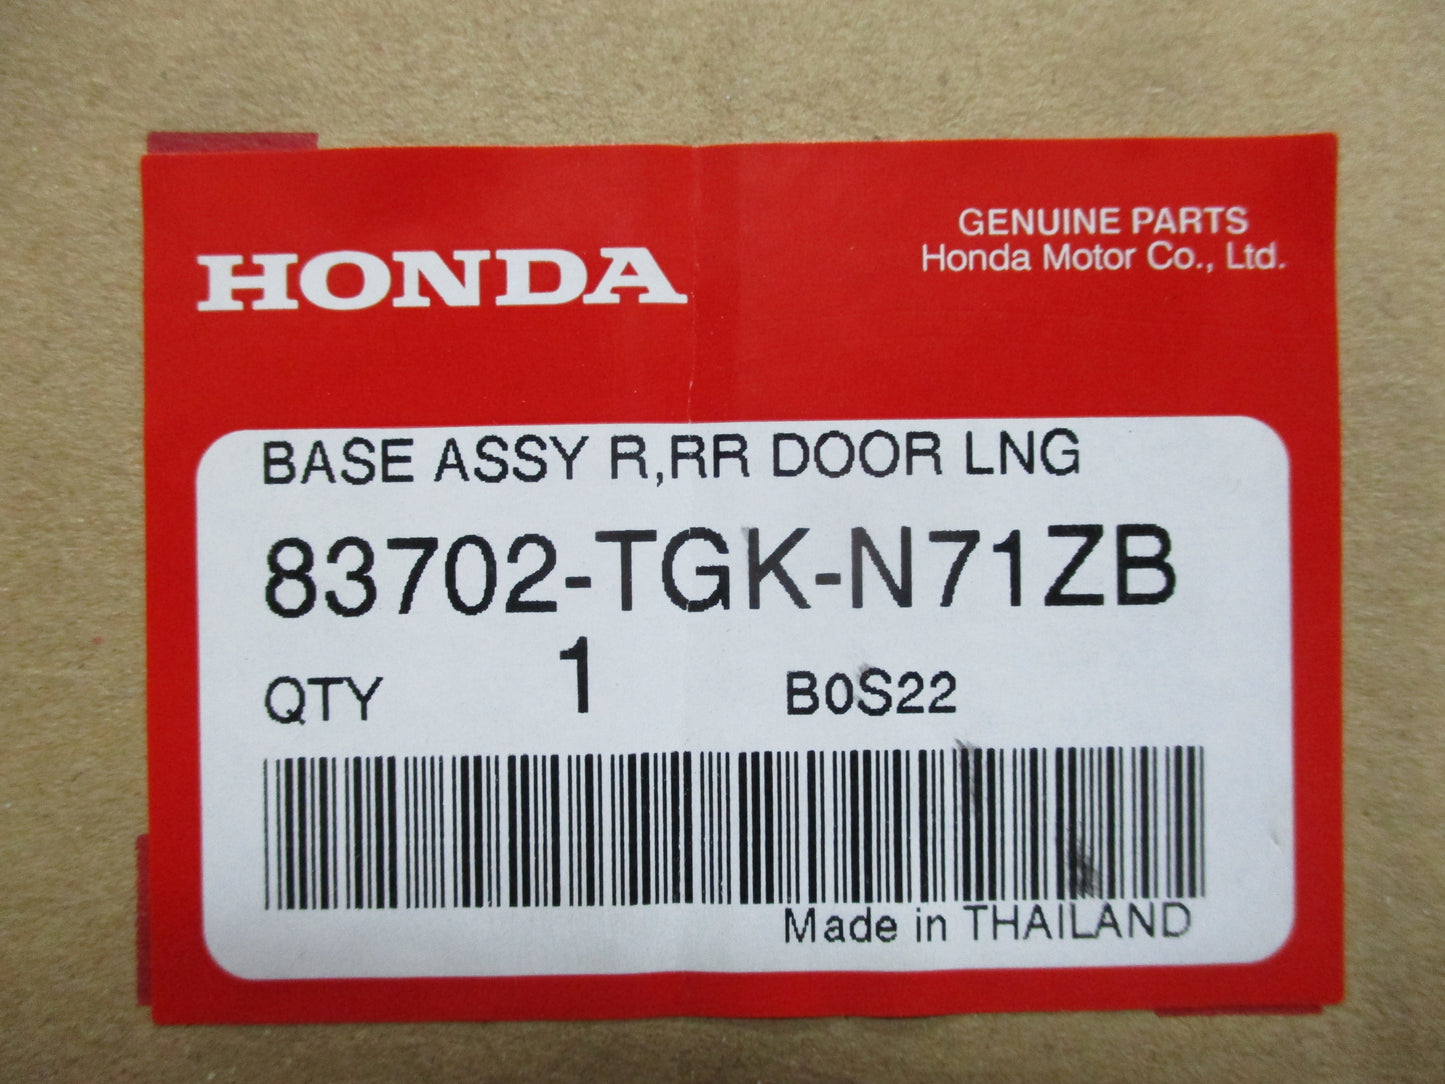 HONDA
GENUINE PARTS
Honda Motor Co., Ltd.
BASE ASSY R,RR DOOR LNG
83702-TGK-N71ZB
QTY 1 B0S22
Made in THAILAND